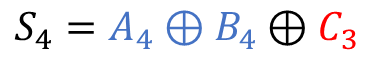 S₄ = A₄ ⊕ B₄ ⊕ C₃